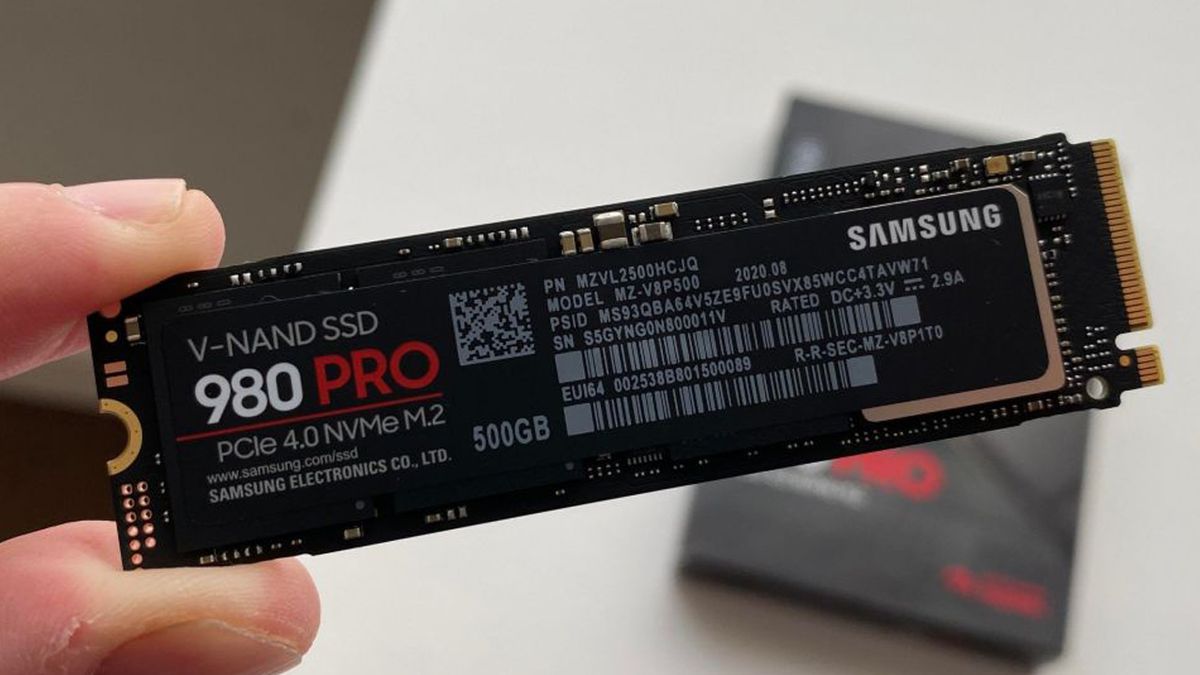 V-NAND SSD
980 PRO
PCIe 4.0 NVMe M.2
www.samsung.com/ssd
SAMSUNG ELECTRONICS CO., LTD.
500GB
PN MZVL2500HCJQ 2020.08
MODEL MZ-V8P500
PSID MS93QBA64V5ZE9FU0SVX85WCC4TAVW71
SN S5GYNG0N800011V RATED DC+3.3V ⎓ 2.9A
EUI64 002538B801500089 R-R-SEC-MZ-V8P1T0
SAMSUNG
PRO